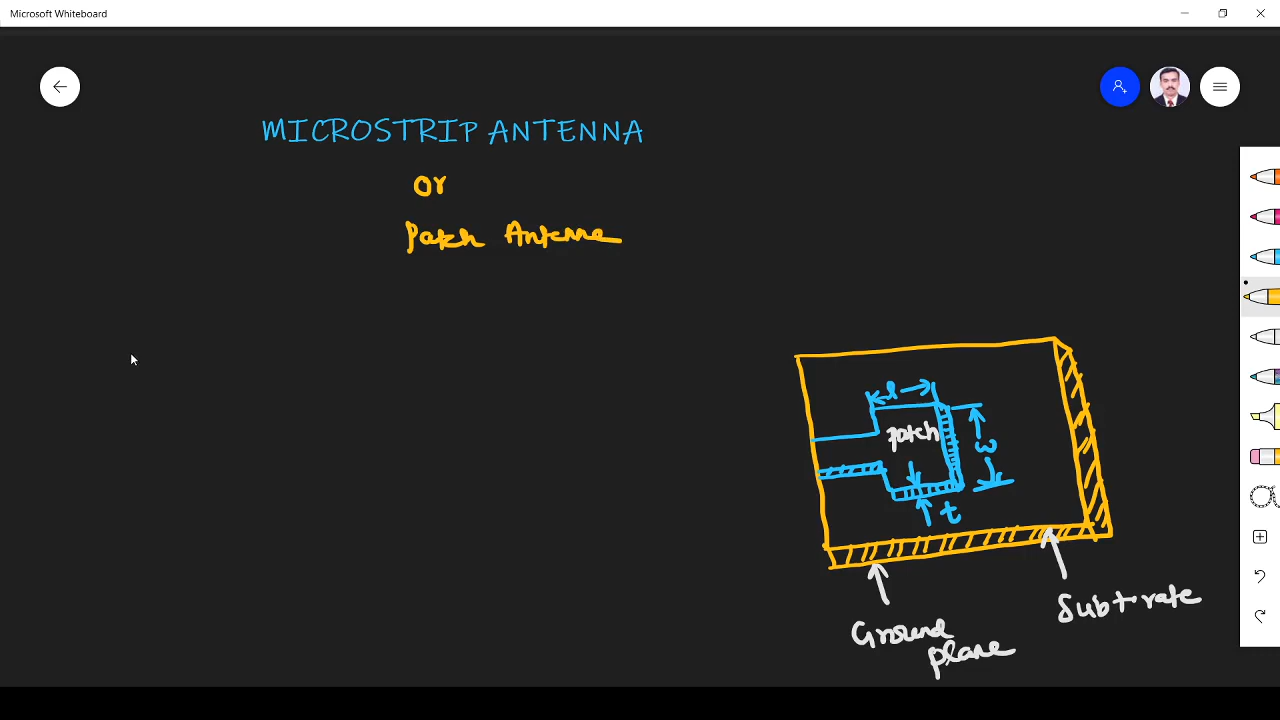 Microsoft Whiteboard
MICROSTRIP ANTENNA
or
Patch Antenna
l
patch
w
t
Substrate
Ground
plane